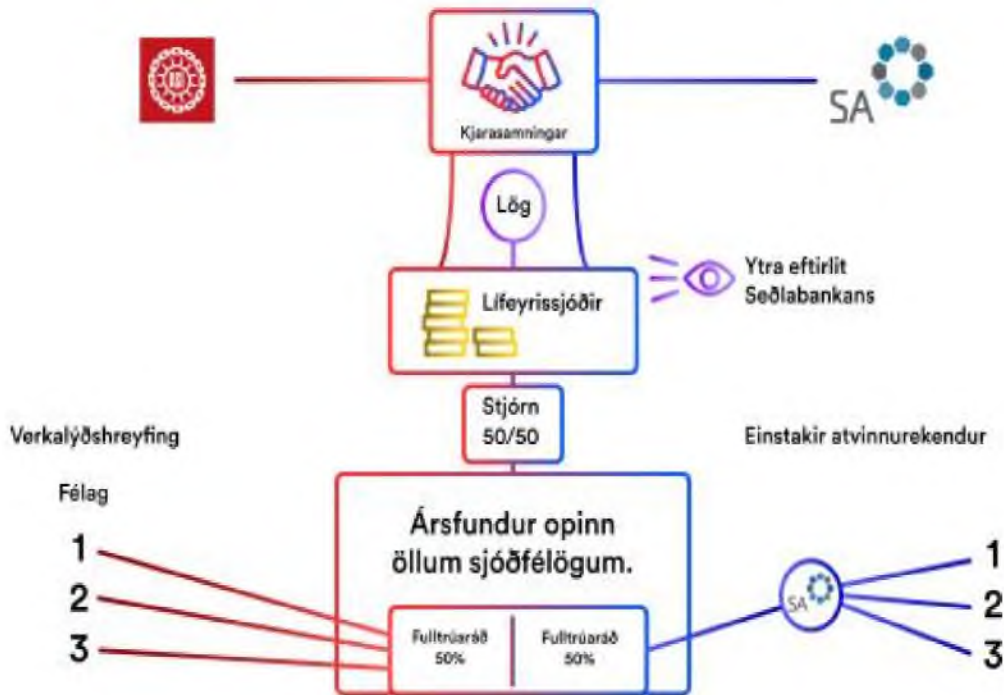 ASÍ
SA
Kjarasamningar
Lög
Ytra eftirlit
Seðlabankans
Lífeyrissjóðir
Stjórn
50/50
Verkalýðshreyfing
Einstakir atvinnurekendur
Félag
Ársfundur opinn
öllum sjóðfélögum.
1
2
3
Fulltrúaráð
50%
Fulltrúaráð
50%
SA
1
2
3